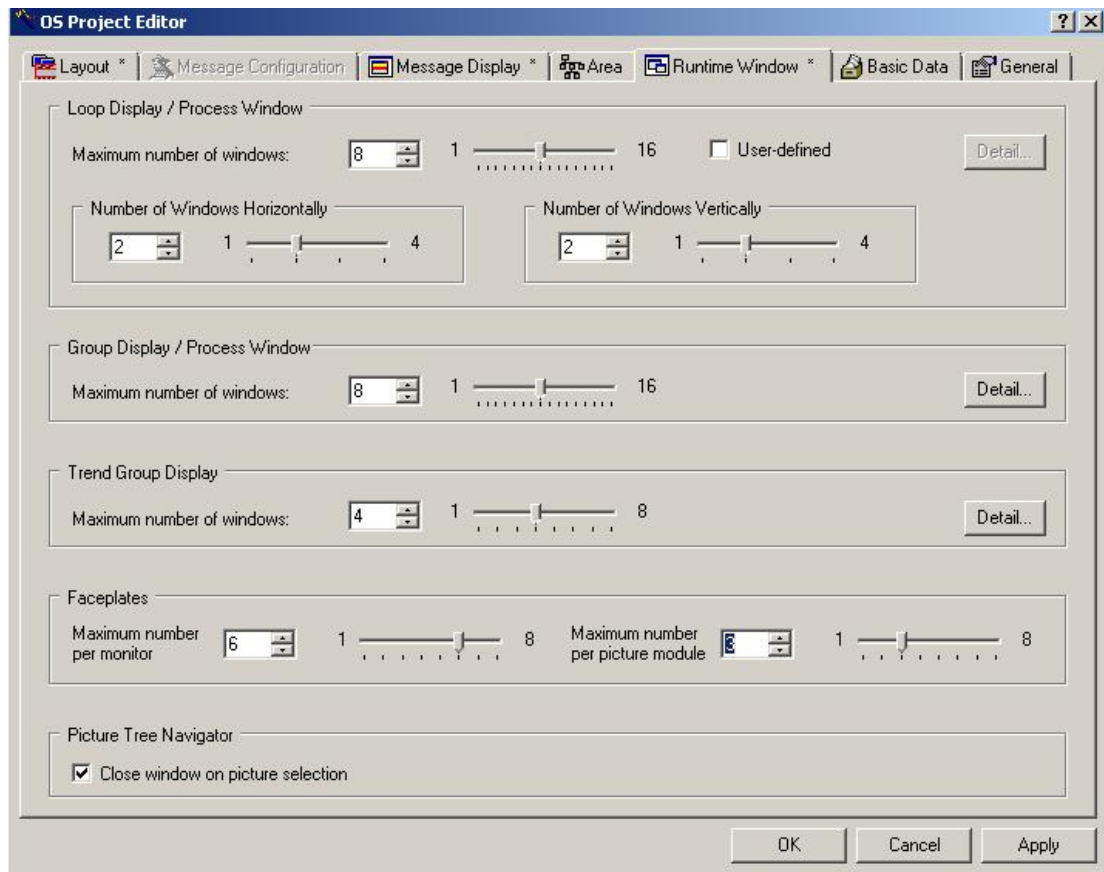 OS Project Editor
Layout * Message Configuration Message Display * Area Runtime Window * Basic Data General
Loop Display / Process Window
Maximum number of windows: 8 1 16 User-defined Detail...
Number of Windows Horizontally Number of Windows Vertically
2 1 4 2 1 4
Group Display / Process Window
Maximum number of windows: 8 1 16 Detail...
Trend Group Display
Maximum number of windows: 4 1 8 Detail...
Faceplates
Maximum number per monitor 6 1 8 Maximum number per picture module 3 1 8
Picture Tree Navigator
Close window on picture selection
OK Cancel Apply